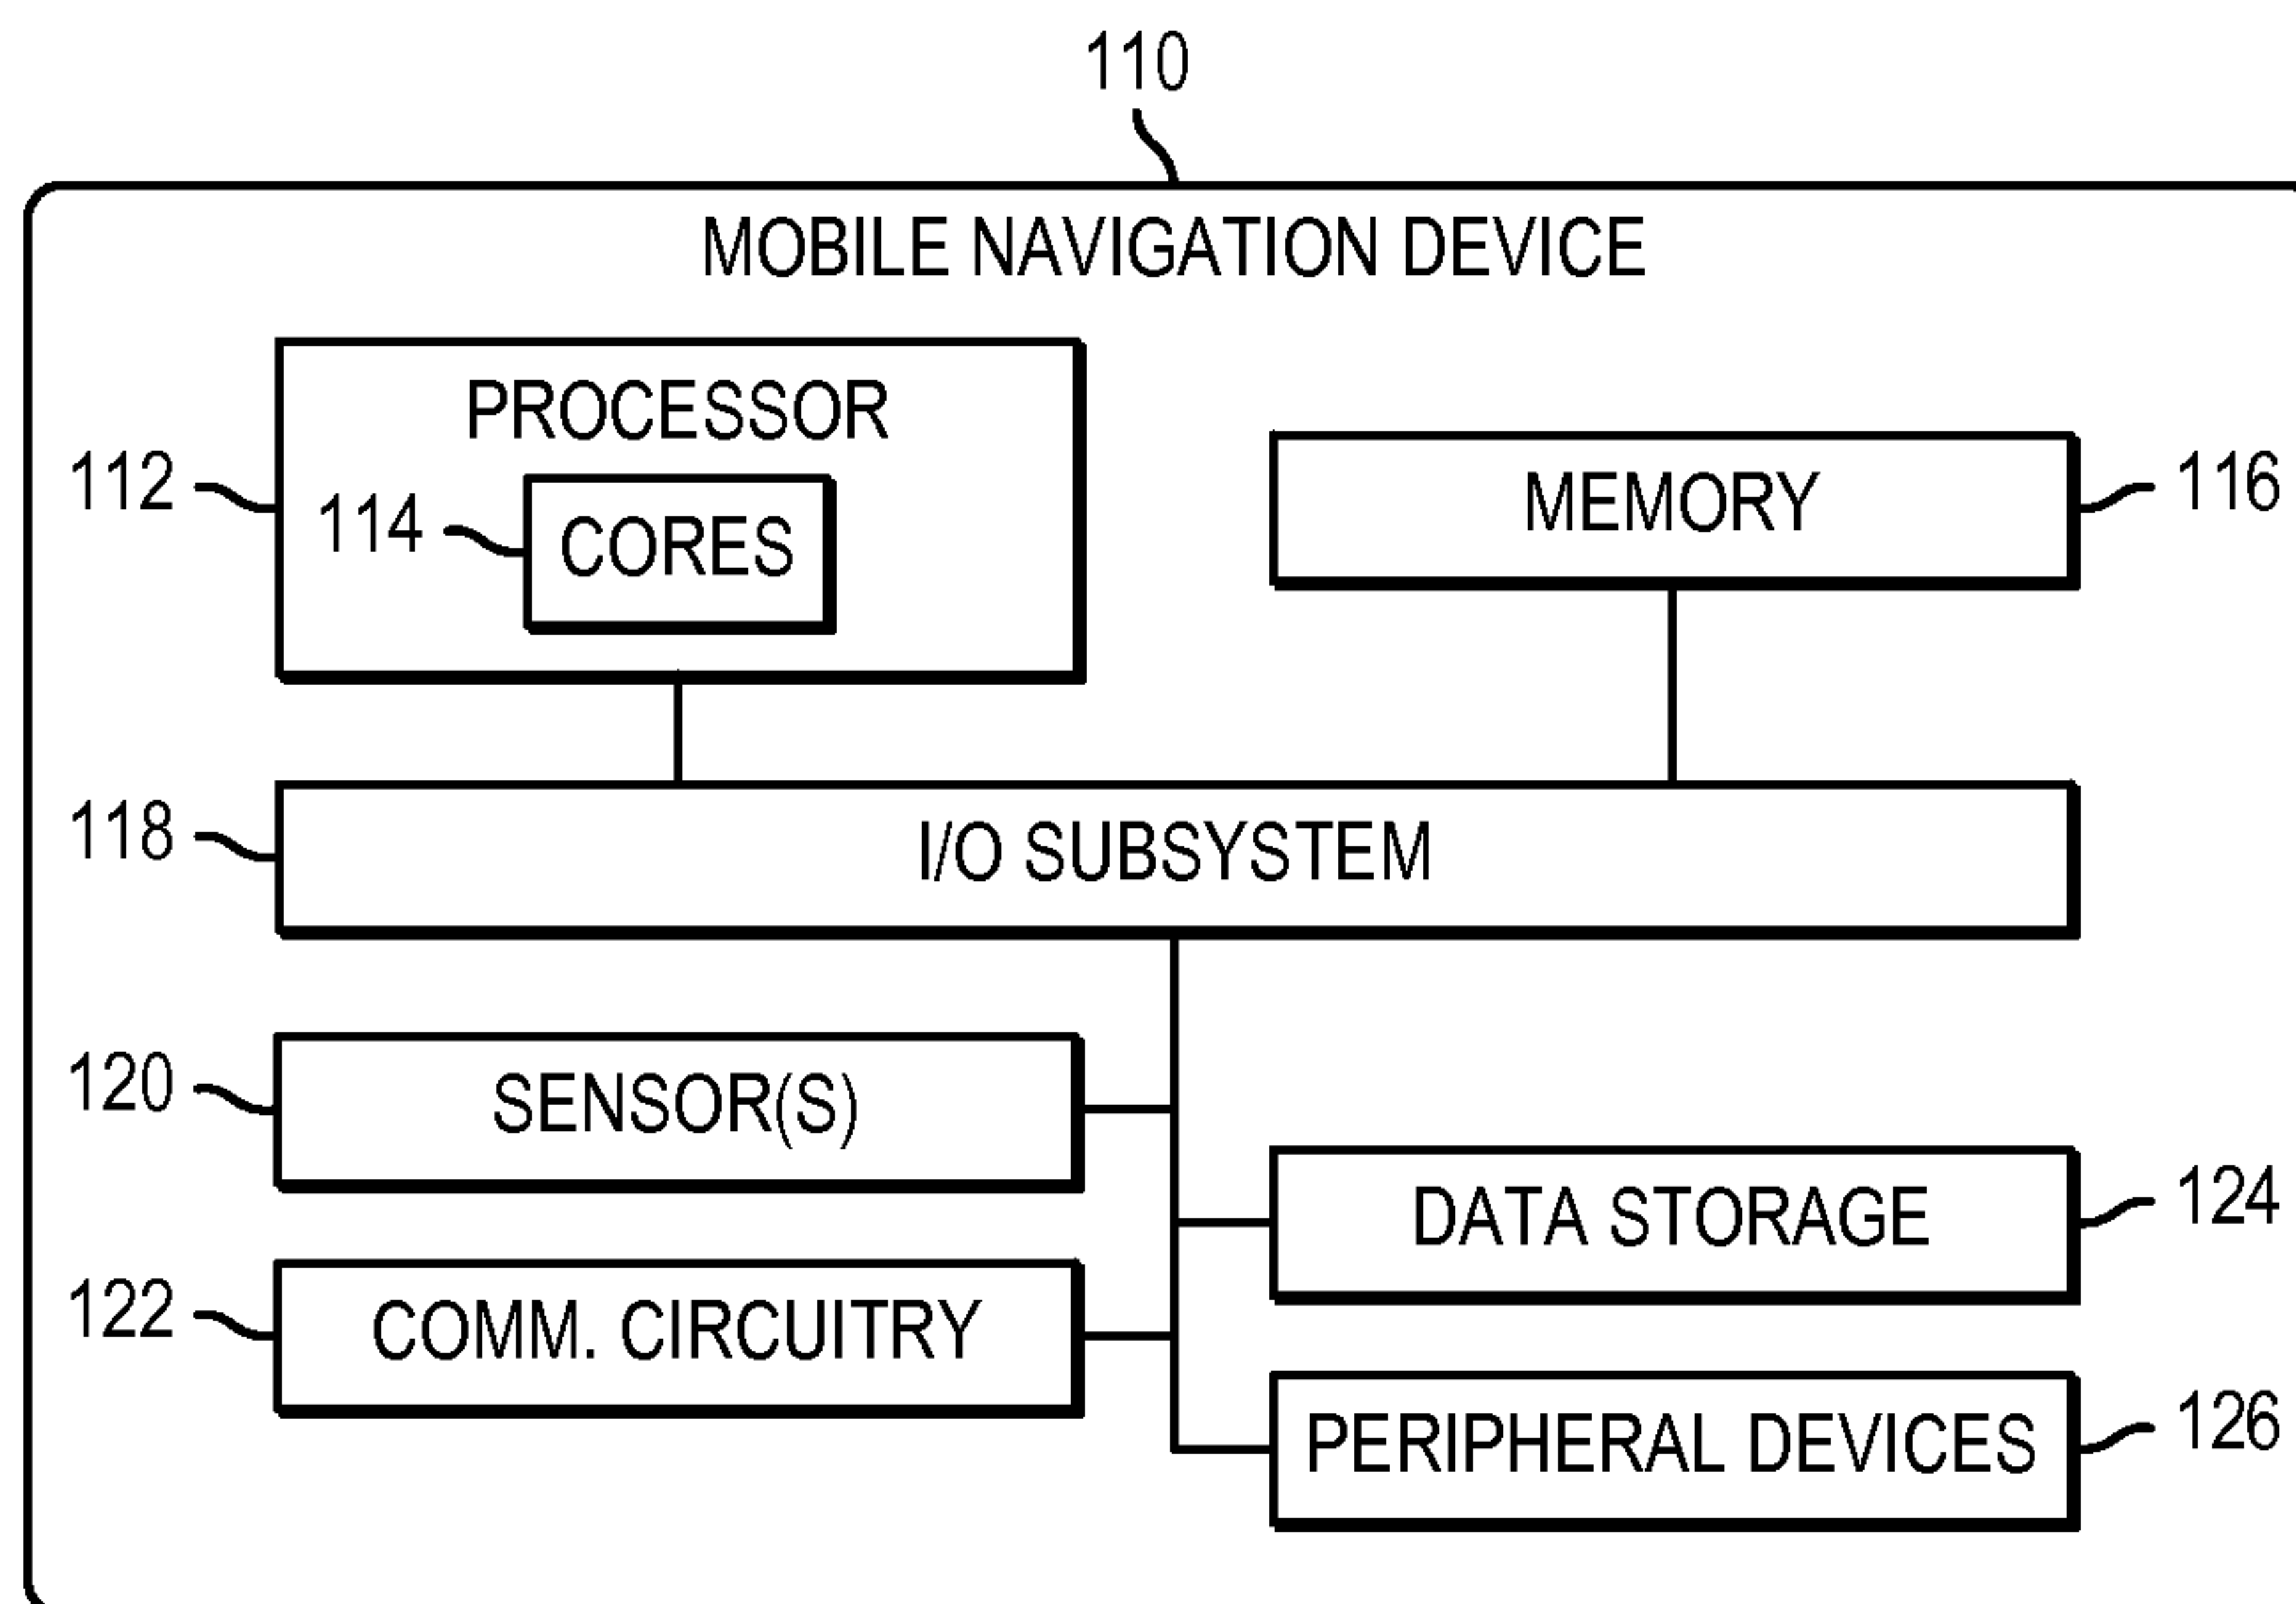 110
MOBILE NAVIGATION DEVICE
PROCESSOR
112
114
CORES
MEMORY
116
118
I/O SUBSYSTEM
120
SENSOR(S)
DATA STORAGE
124
122
COMM. CIRCUITRY
PERIPHERAL DEVICES
126